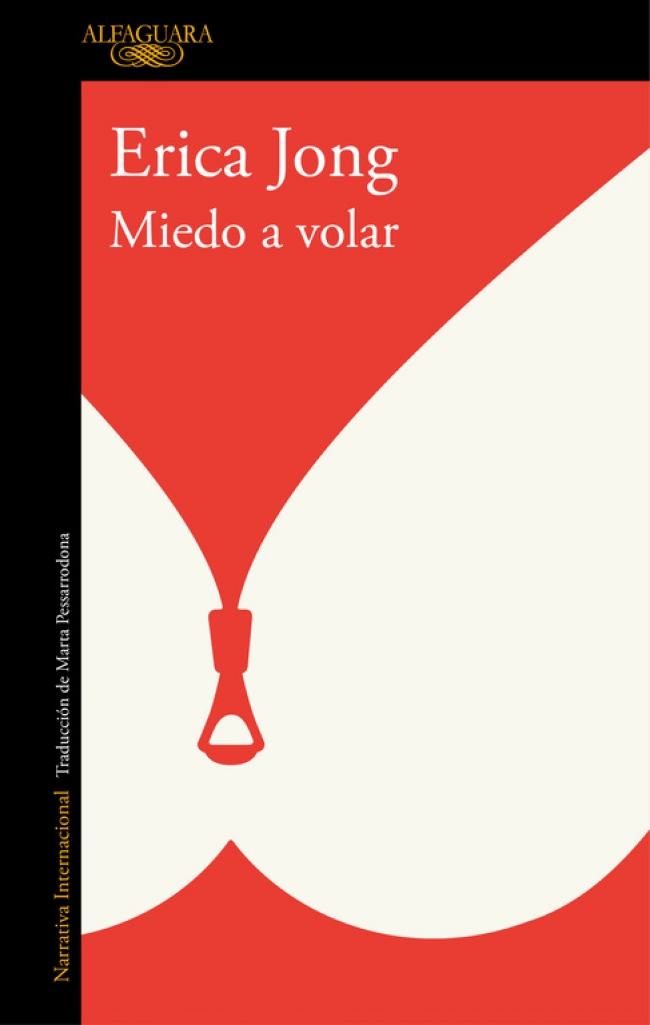 ALFAGUARA
Erica Jong
Miedo a volar
Narrativa Internacional Traducción de Marta Pessarrodona